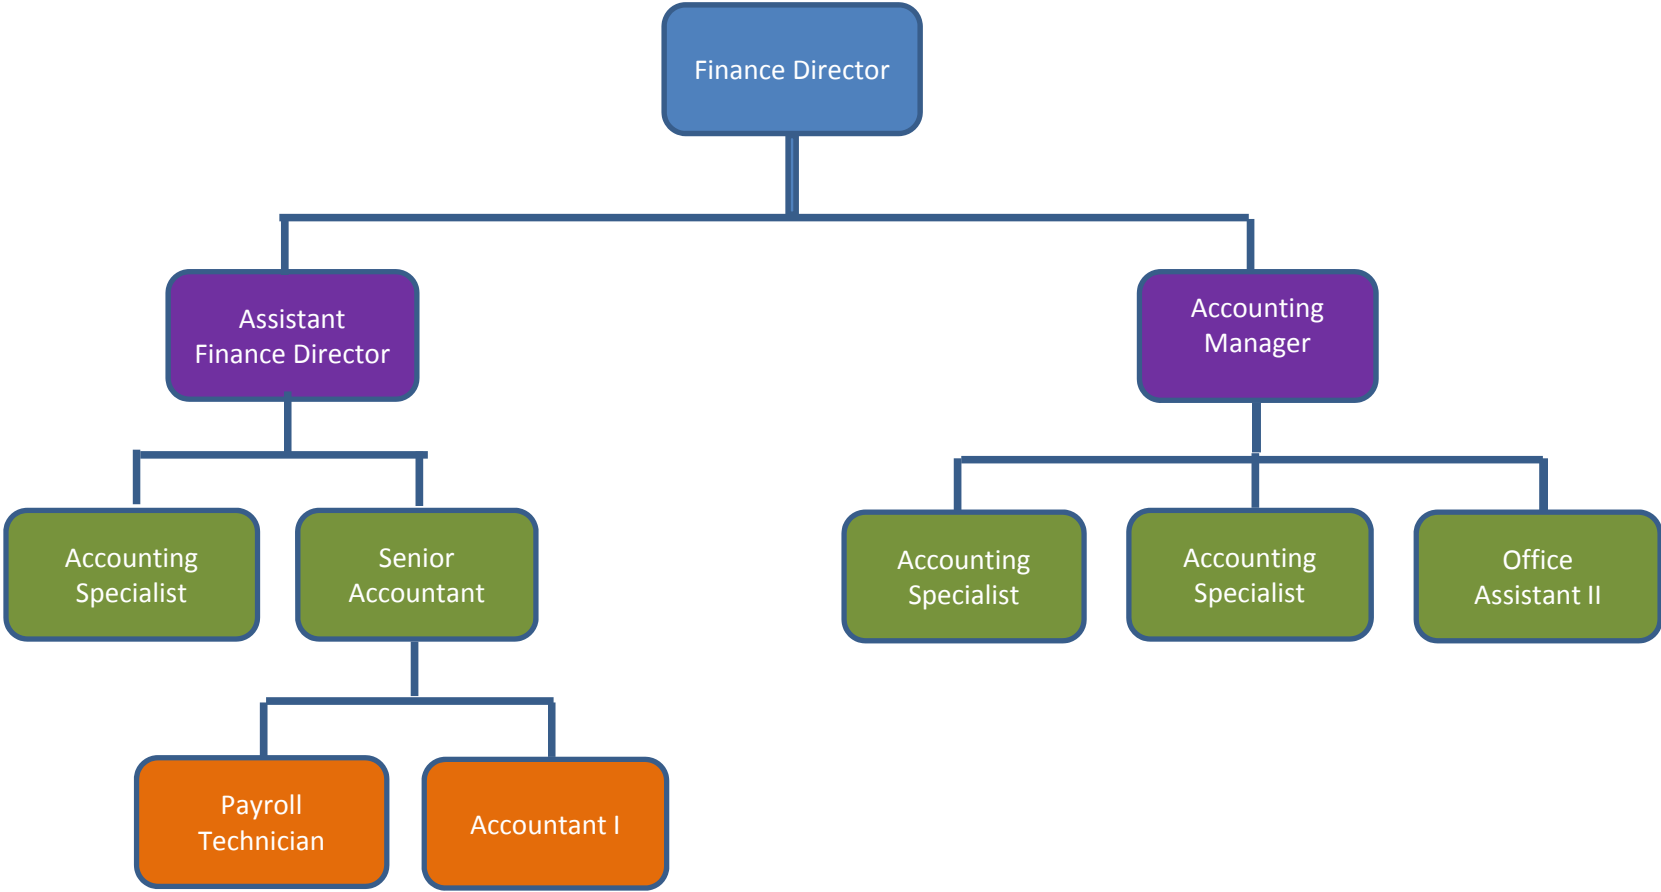 Finance Director
Assistant
Finance Director
Accounting
Manager
Accounting
Specialist
Senior
Accountant
Accounting
Specialist
Accounting
Specialist
Office
Assistant II
Payroll
Technician
Accountant I